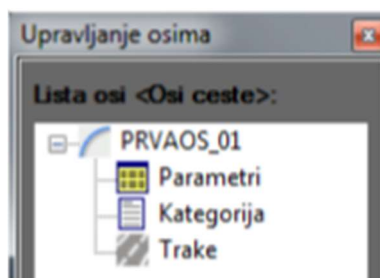 Upravljanje osima
Lista osi <Osi ceste>:
PRVAOS_01
Parametri
Kategorija
Trake